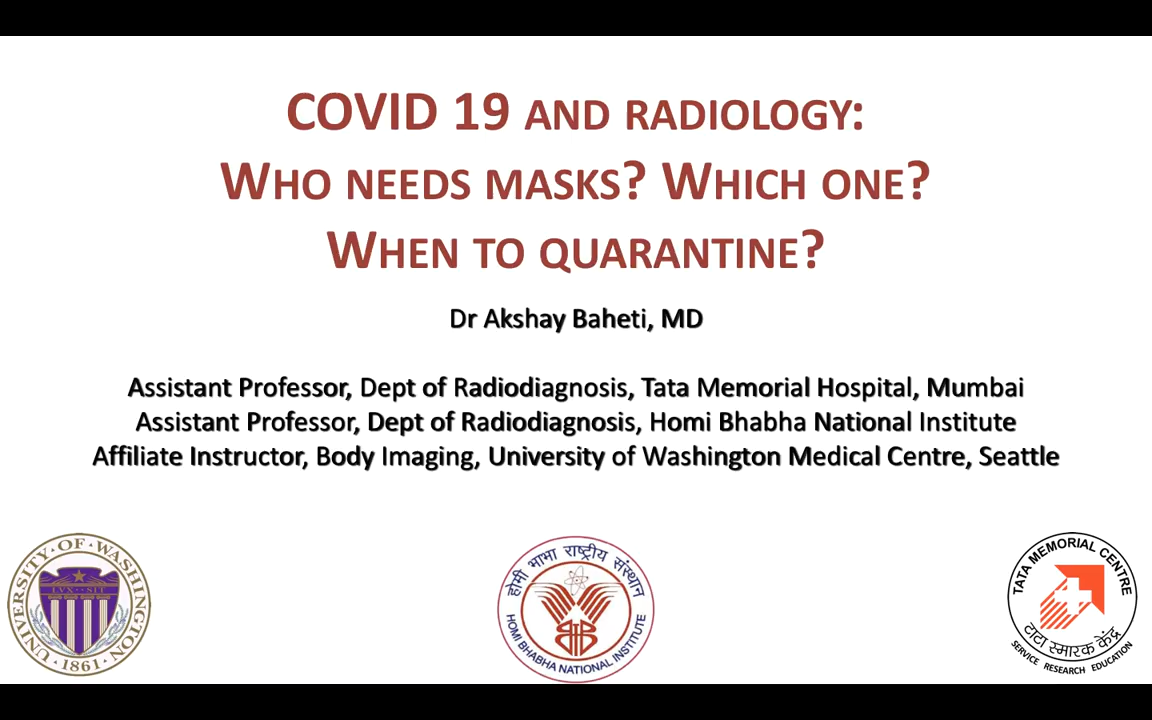 COVID 19 AND RADIOLOGY:
WHO NEEDS MASKS? WHICH ONE?
WHEN TO QUARANTINE?
Dr Akshay Baheti, MD
Assistant Professor, Dept of Radiodiagnosis, Tata Memorial Hospital, Mumbai
Assistant Professor, Dept of Radiodiagnosis, Homi Bhabha National Institute
Affiliate Instructor, Body Imaging, University of Washington Medical Centre, Seattle
UNIVERSITY · OF · WASHINGTON
LVX SIT
· 1861 ·
होमी भाभा राष्ट्रीय संस्थान
HOMI BHABHA NATIONAL INSTITUTE
TATA MEMORIAL CENTRE
टाटा स्मारक केंद्र
SERVICE RESEARCH EDUCATION